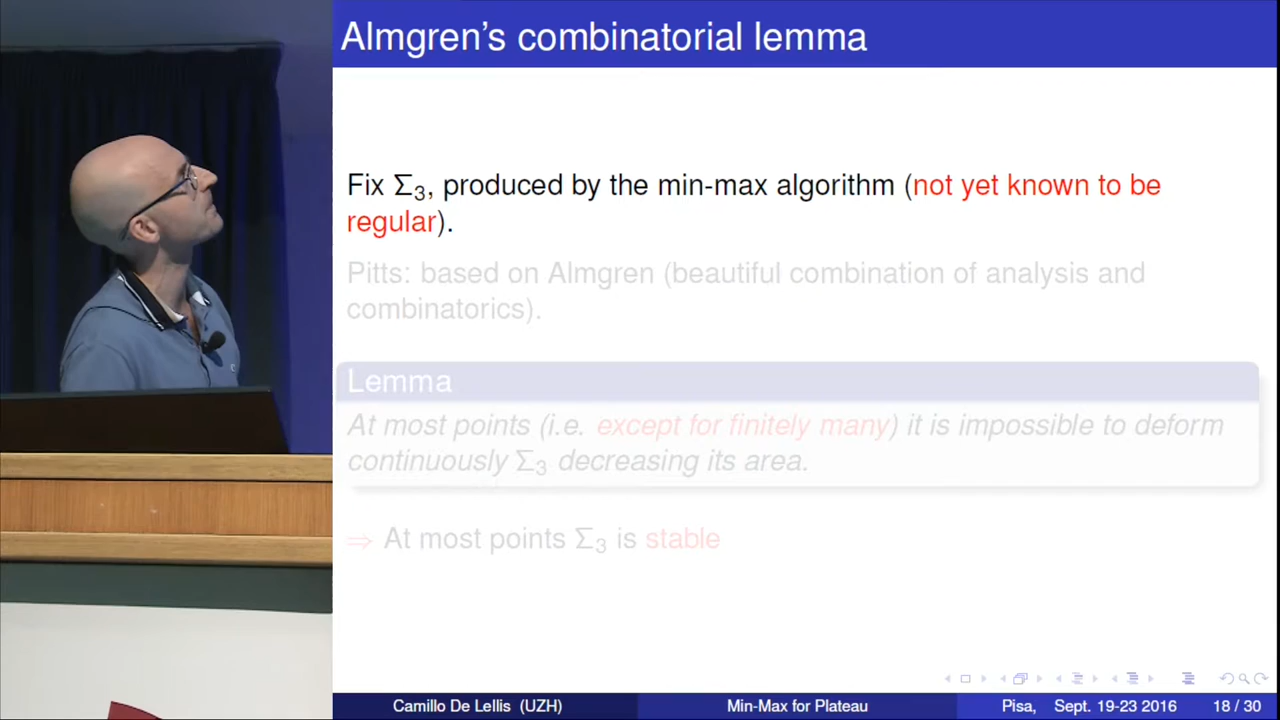 Almgren's combinatorial lemma
Fix Σ₃, produced by the min-max algorithm (not yet known to be
regular).
Pitts: based on Almgren (beautiful combination of analysis and
combinatorics).
Lemma
At most points (i.e. except for finitely many) it is impossible to deform
continuously Σ₃ decreasing its area.
⇒ At most points Σ₃ is stable
Camillo De Lellis (UZH) Min-Max for Plateau Pisa, Sept. 19-23 2016 18 / 30